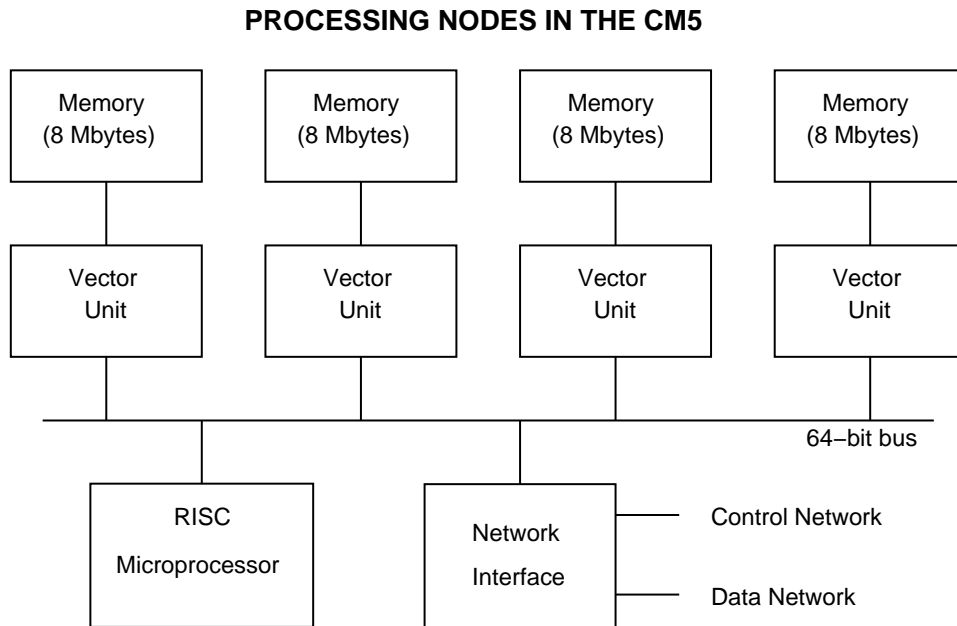 PROCESSING NODES IN THE CM5
Memory
(8 Mbytes)
Memory
(8 Mbytes)
Memory
(8 Mbytes)
Memory
(8 Mbytes)
Vector
Unit
Vector
Unit
Vector
Unit
Vector
Unit
64−bit bus
RISC
Microprocessor
Network
Interface
Control Network
Data Network